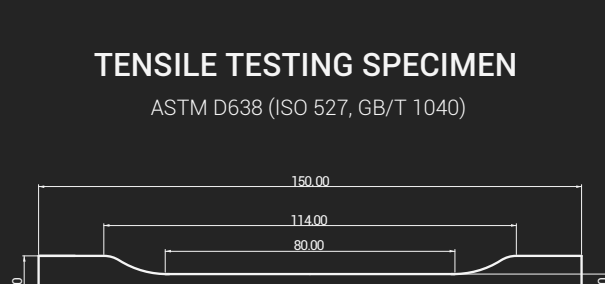 TENSILE TESTING SPECIMEN
ASTM D638 (ISO 527, GB/T 1040)
150.00
114.00
80.00